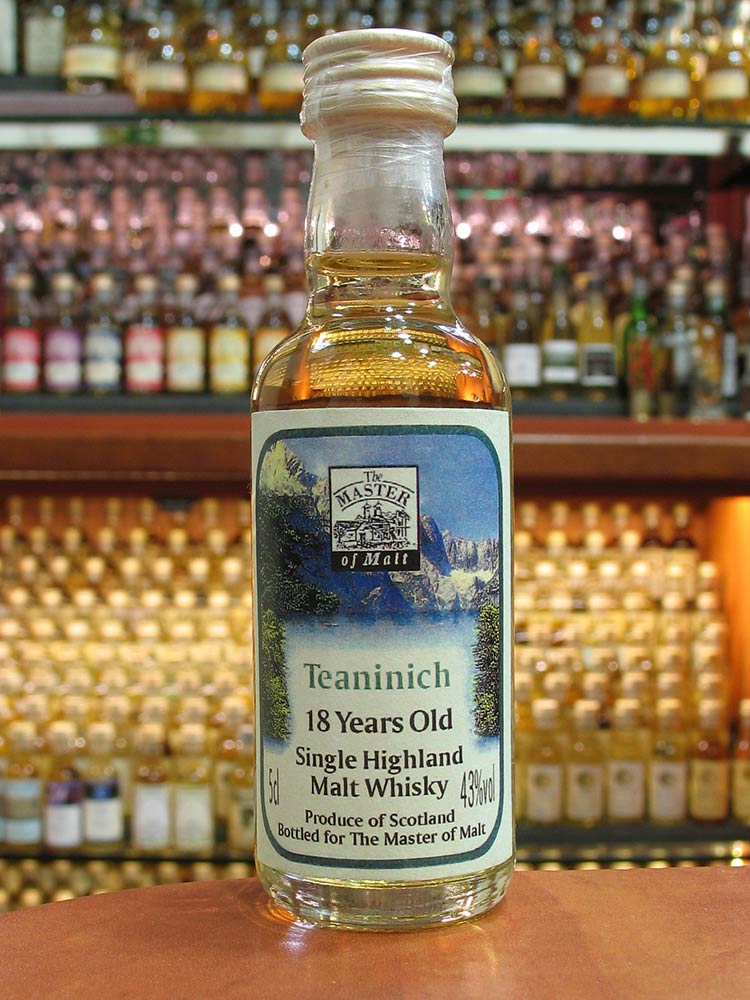 The
MASTER
of Malt
Teaninich
18 Years Old
Single Highland
Malt Whisky
5cl
43%vol
Produce of Scotland
Bottled for The Master of Malt